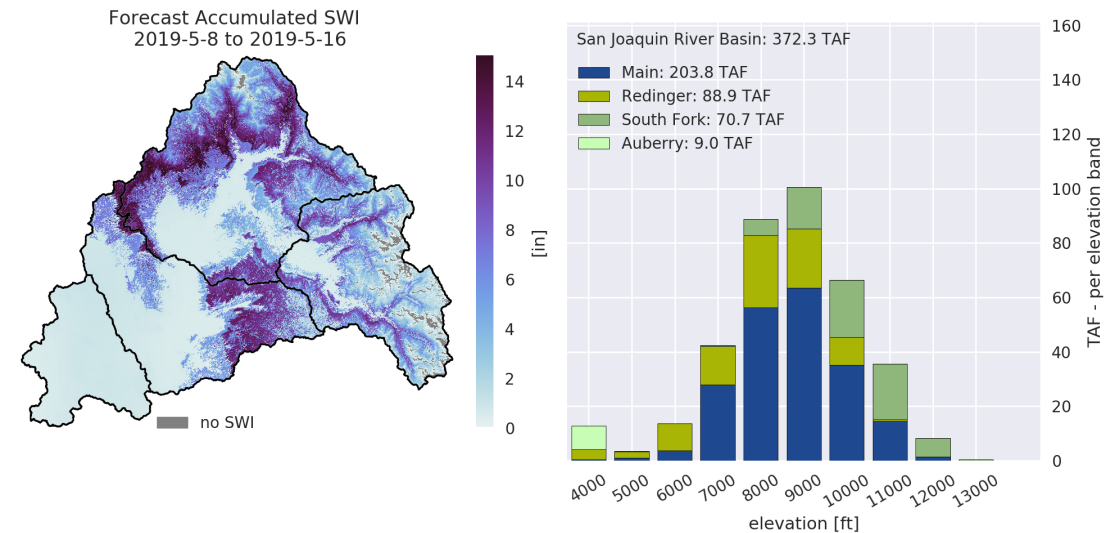 Forecast Accumulated SWI
2019-5-8 to 2019-5-16
14
12
10
8
6
4
2
0
[in]
no SWI
San Joaquin River Basin: 372.3 TAF
Main: 203.8 TAF
Redinger: 88.9 TAF
South Fork: 70.7 TAF
Auberry: 9.0 TAF
160
140
120
100
80
60
40
20
0
TAF - per elevation band
4000
5000
6000
7000
8000
9000
10000
11000
12000
13000
elevation [ft]